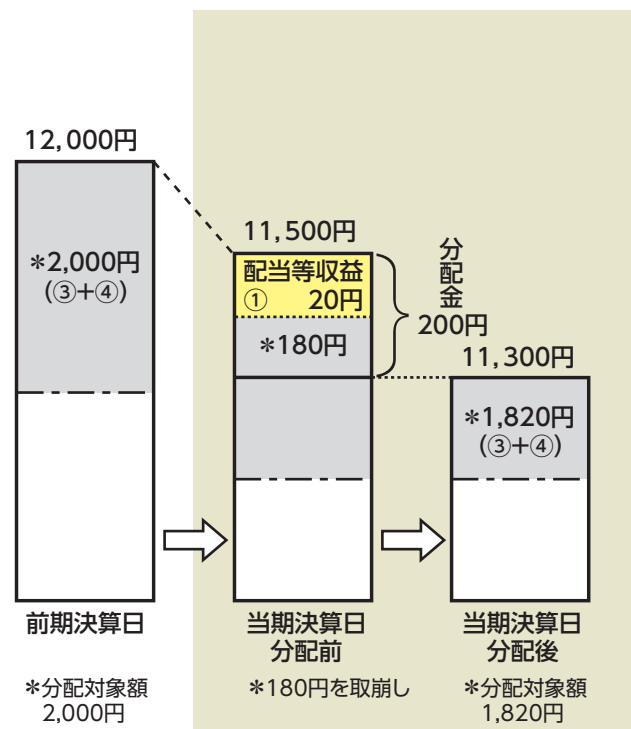 12,000円
*2,000円
(③+④)
前期決算日
*分配対象額
2,000円
11,500円
配当等収益
① 20円
*180円
分配金
200円
当期決算日
分配前
*180円を取崩し
11,300円
*1,820円
(③+④)
当期決算日
分配後
*分配対象額
1,820円